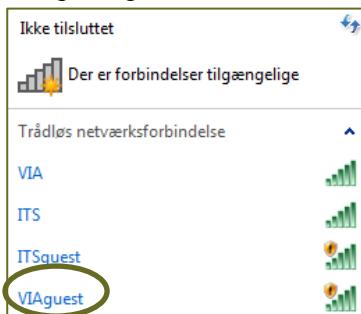 Ikke tilsluttet
Der er forbindelser tilgængelige
Trådløs netværksforbindelse
VIA
ITS
ITSguest
VIAguest